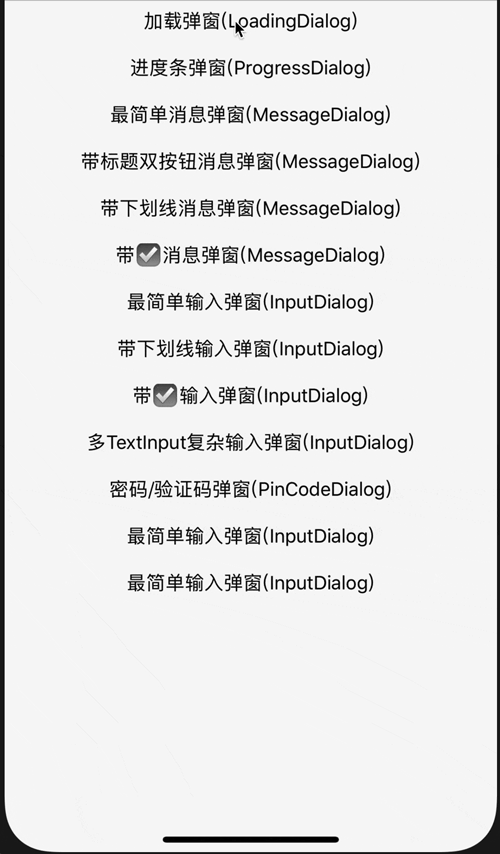 加载弹窗(LoadingDialog)
进度条弹窗(ProgressDialog)
最简单消息弹窗(MessageDialog)
带标题双按钮消息弹窗(MessageDialog)
带下划线消息弹窗(MessageDialog)
带☑消息弹窗(MessageDialog)
最简单输入弹窗(InputDialog)
带下划线输入弹窗(InputDialog)
带☑输入弹窗(InputDialog)
多TextInput复杂输入弹窗(InputDialog)
密码/验证码弹窗(PinCodeDialog)
最简单输入弹窗(InputDialog)
最简单输入弹窗(InputDialog)